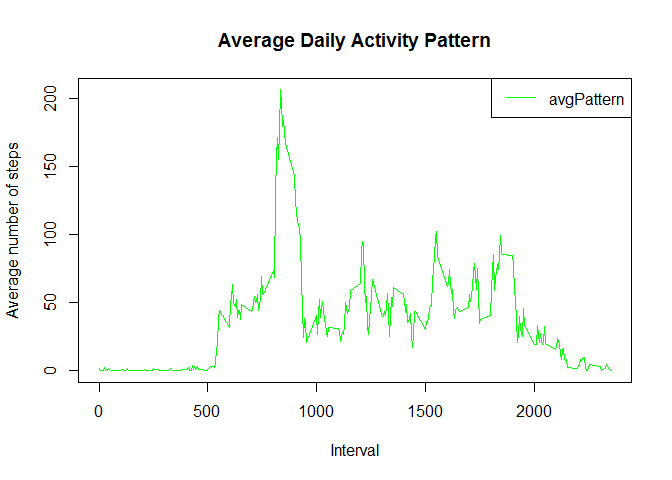 Average Daily Activity Pattern
avgPattern
Average number of steps
200
150
100
50
0
0 500 1000 1500 2000
Interval